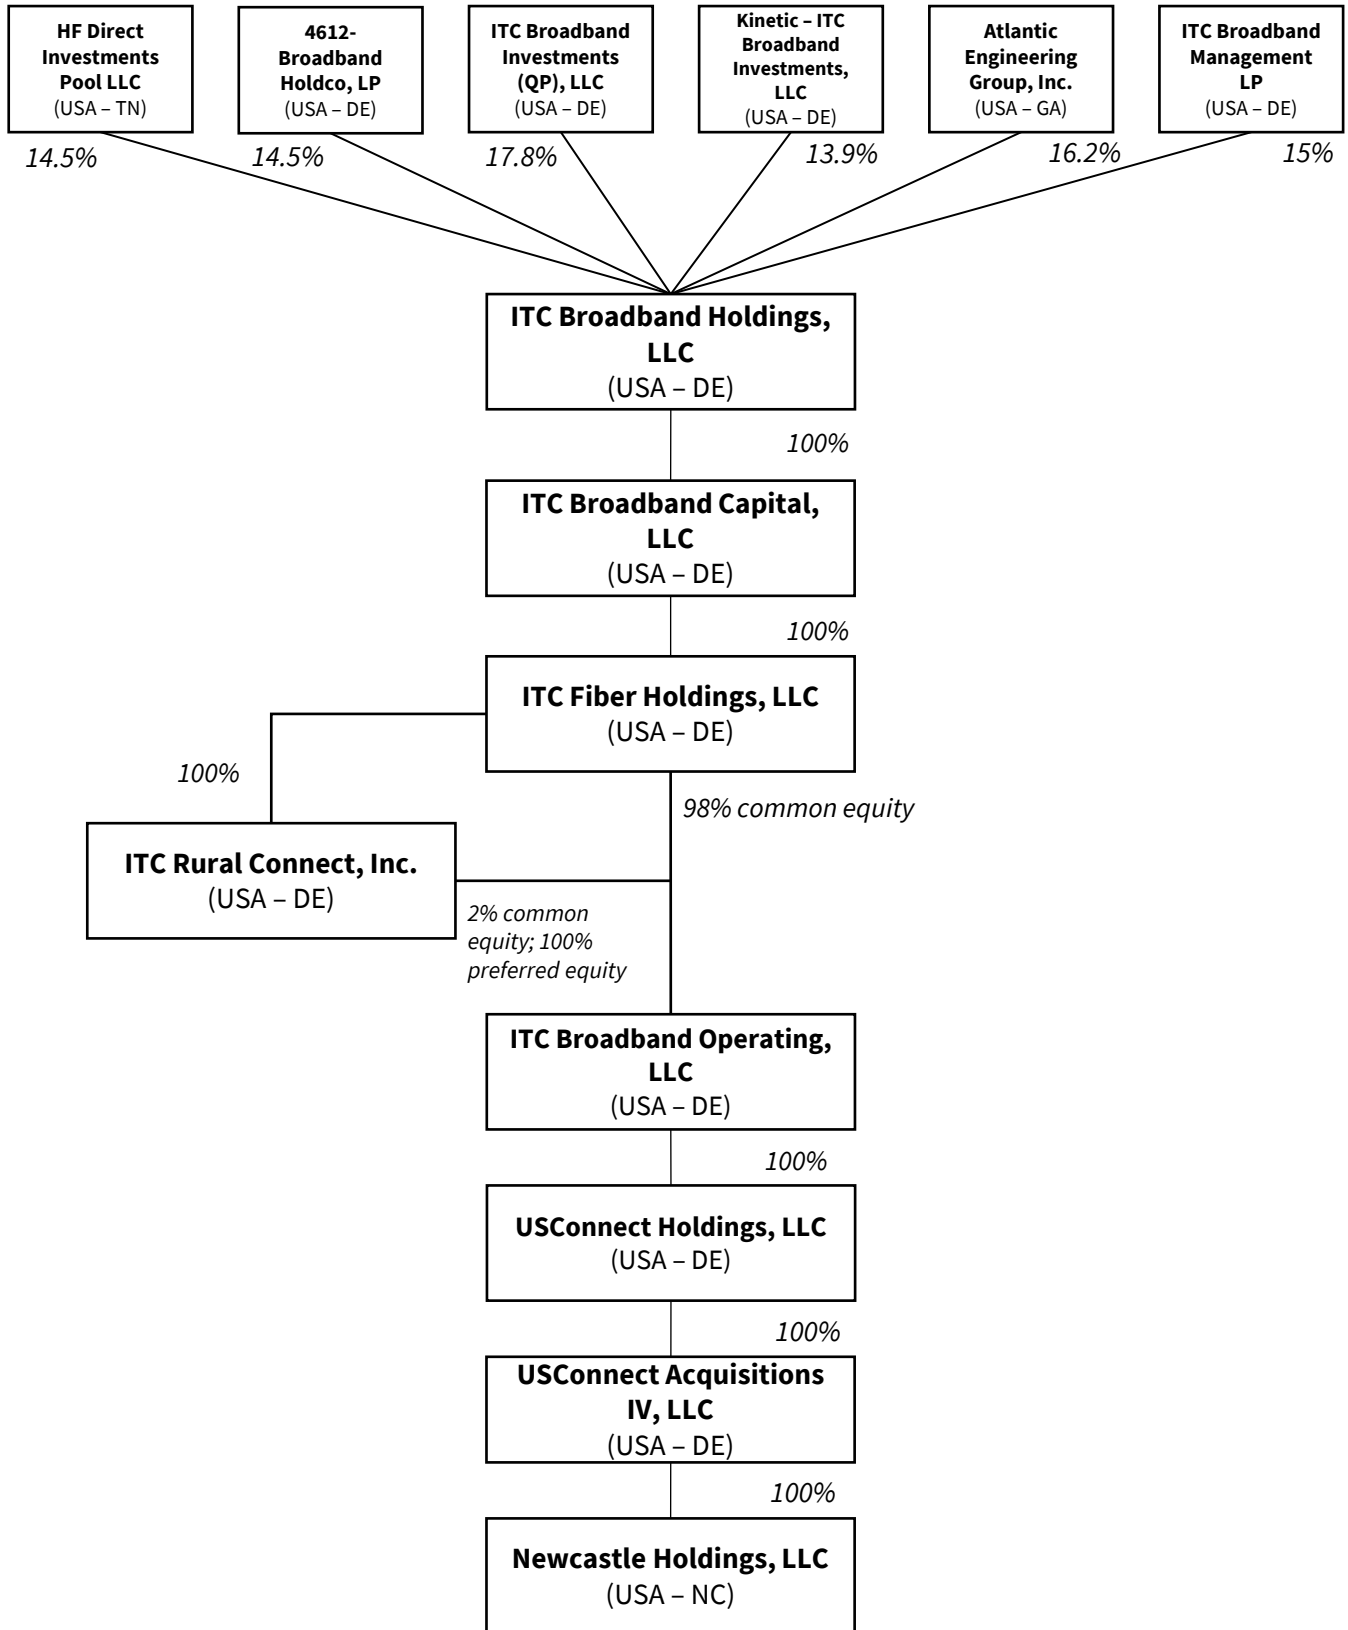 HF Direct
Investments
Pool LLC
(USA – TN)
4612-
Broadband
Holdco, LP
(USA – DE)
ITC Broadband
Investments
(QP), LLC
(USA – DE)
Kinetic – ITC
Broadband
Investments,
LLC
(USA – DE)
Atlantic
Engineering
Group, Inc.
(USA – GA)
ITC Broadband
Management
LP
(USA – DE)
14.5%
14.5%
17.8%
13.9%
16.2%
15%
ITC Broadband Holdings,
LLC
(USA – DE)
100%
ITC Broadband Capital,
LLC
(USA – DE)
100%
ITC Fiber Holdings, LLC
(USA – DE)
100%
98% common equity
ITC Rural Connect, Inc.
(USA – DE)
2% common
equity; 100%
preferred equity
ITC Broadband Operating,
LLC
(USA – DE)
100%
USConnect Holdings, LLC
(USA – DE)
100%
USConnect Acquisitions
IV, LLC
(USA – DE)
100%
Newcastle Holdings, LLC
(USA – NC)